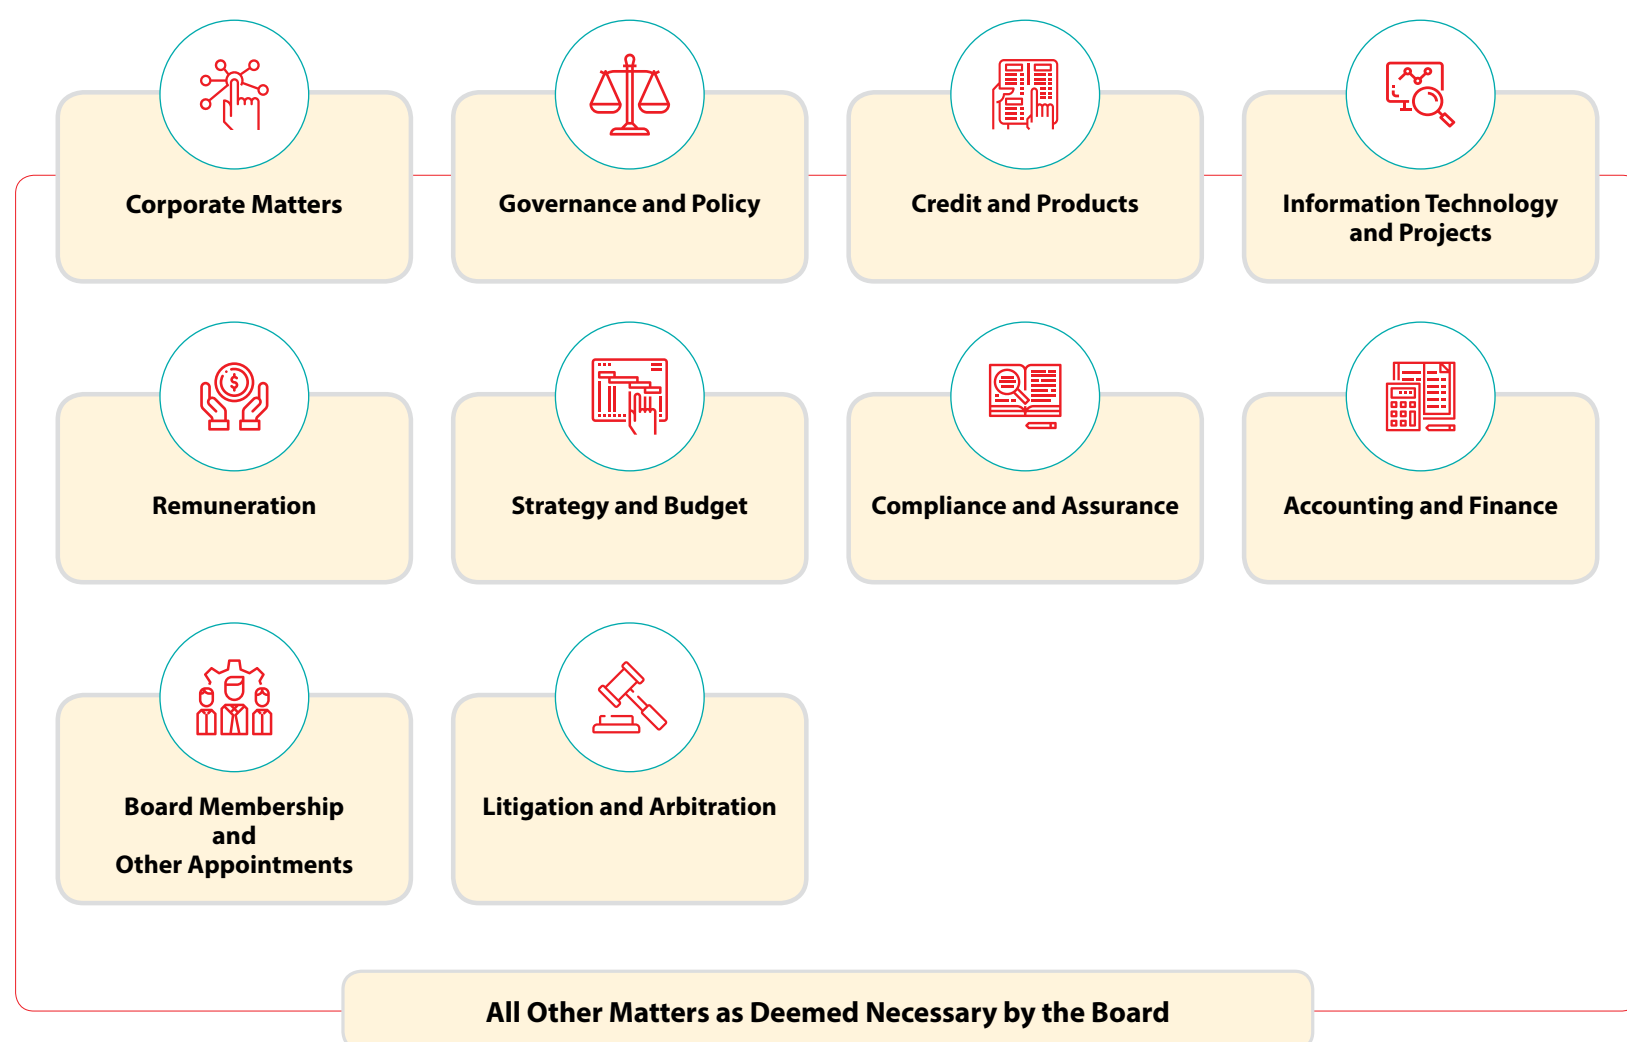 Corporate Matters
Governance and Policy
Credit and Products
Information Technology
and Projects
Remuneration
$
Strategy and Budget
Compliance and Assurance
Accounting and Finance
Board Membership
and
Other Appointments
Litigation and Arbitration
All Other Matters as Deemed Necessary by the Board